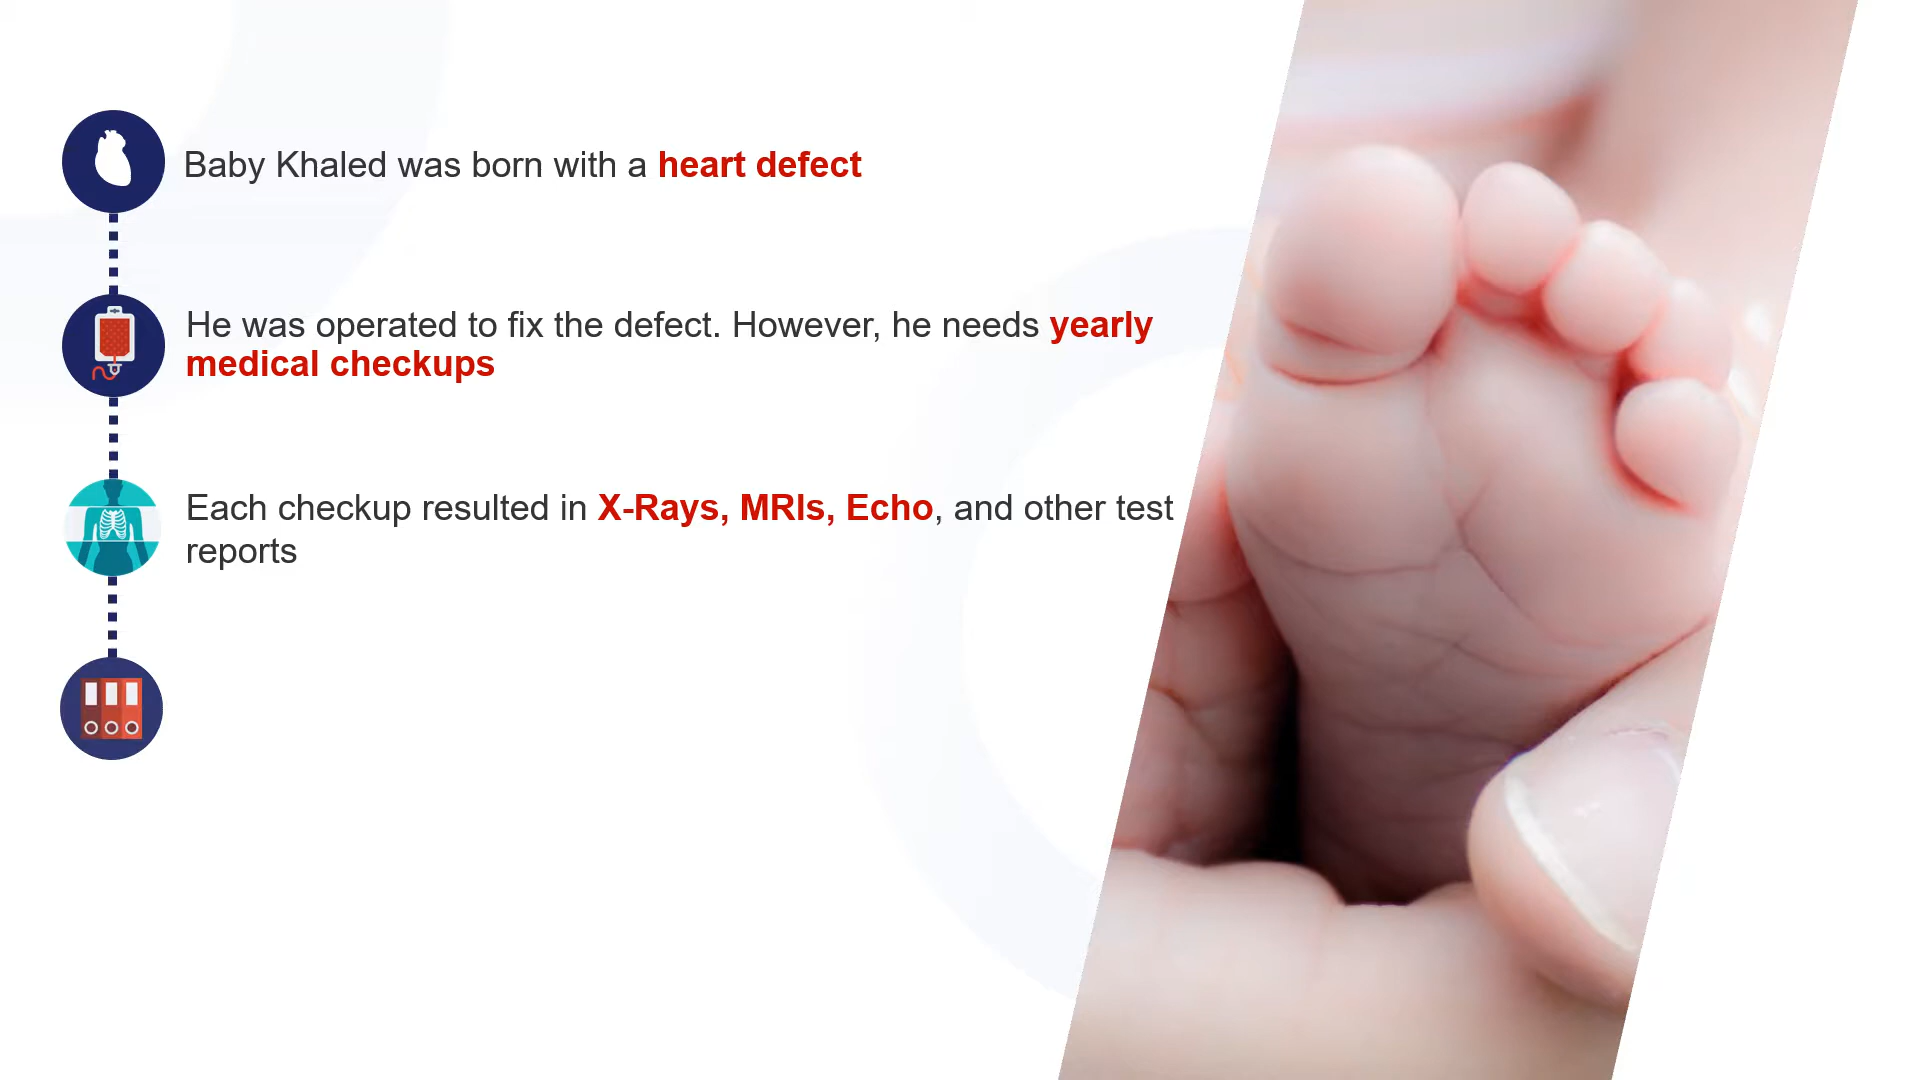 Baby Khaled was born with a heart defect
He was operated to fix the defect. However, he needs yearly
medical checkups
Each checkup resulted in X-Rays, MRIs, Echo, and other test
reports